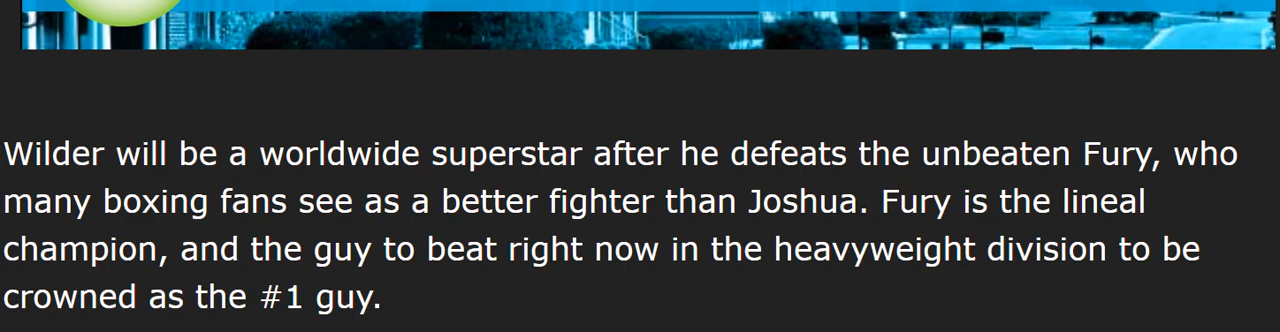 Wilder will be a worldwide superstar after he defeats the unbeaten Fury, who
many boxing fans see as a better fighter than Joshua. Fury is the lineal
champion, and the guy to beat right now in the heavyweight division to be
crowned as the #1 guy.